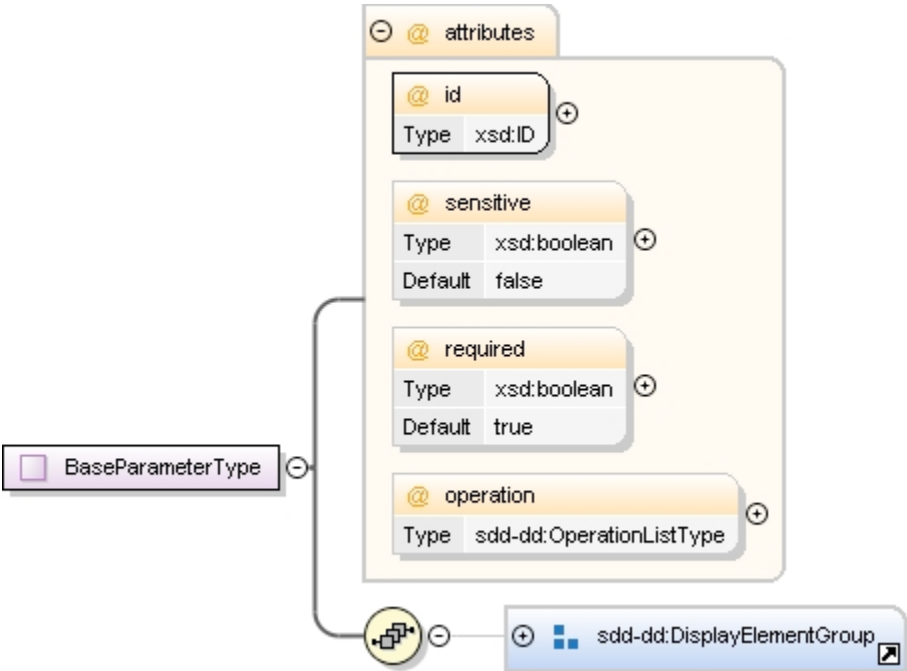 @ attributes
@ id
Type xsd:ID
@ sensitive
Type xsd:boolean
Default false
@ required
Type xsd:boolean
Default true
BaseParameterType
@ operation
Type sdd-dd:OperationListType
sdd-dd:DisplayElementGroup